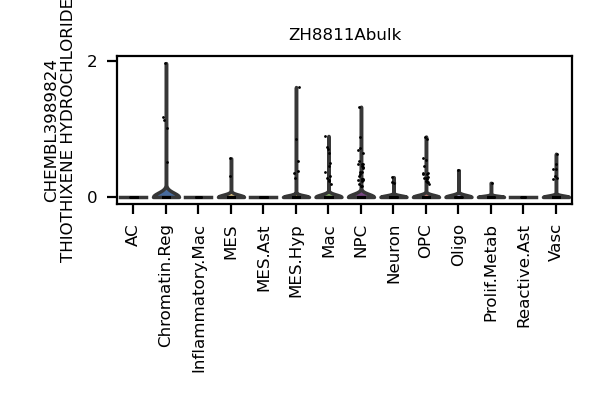 ZH8811Abulk
CHEMBL3989824
THIOTHIXENE HYDROCHLORIDE
2
0
AC
Chromatin.Reg
Inflammatory.Mac
MES
MES.Ast
MES.Hyp
Mac
NPC
Neuron
OPC
Oligo
Prolif.Metab
Reactive.Ast
Vasc